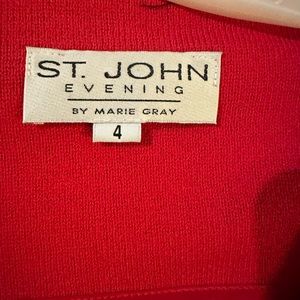 ST. JOHN
EVENING
BY MARIE GRAY
4